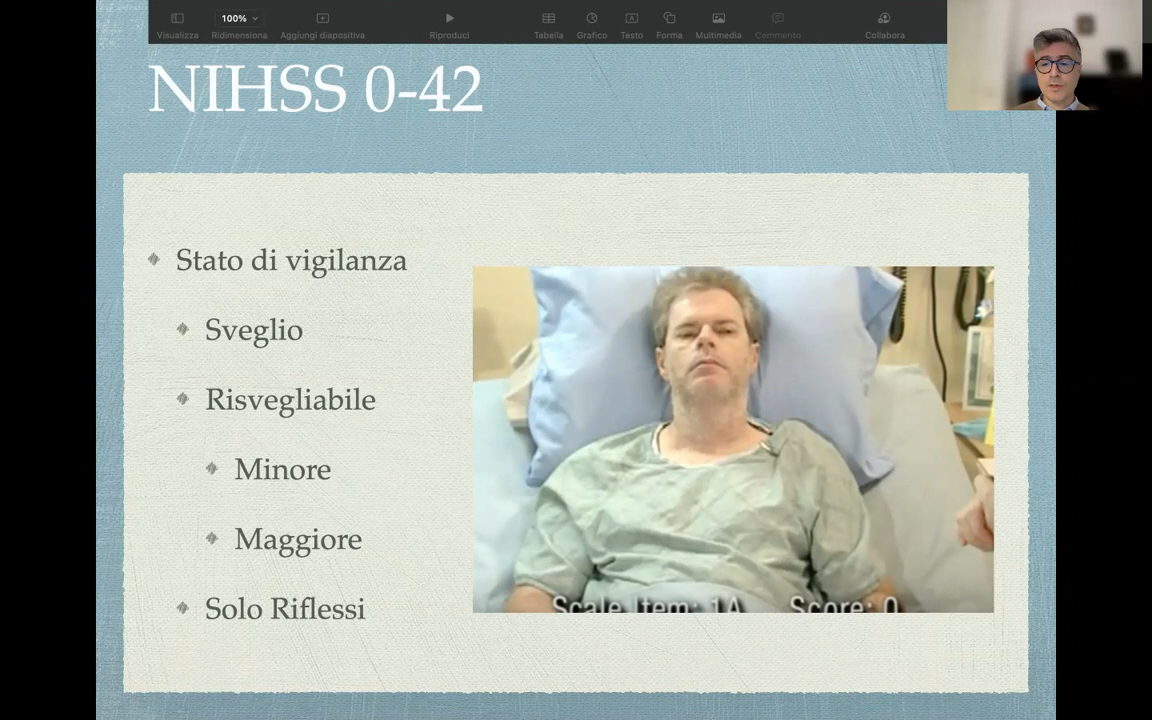 100%
Visualizza
Ridimensiona
Aggiungi diapositiva
Riproduci
Tabella
Grafico
Testo
Forma
Multimedia
Commento
Collabora
NIHSS 0-42
Stato di vigilanza
Sveglio
Risvegliabile
Minore
Maggiore
Solo Riflessi
Scale Item: 1A Score: 0